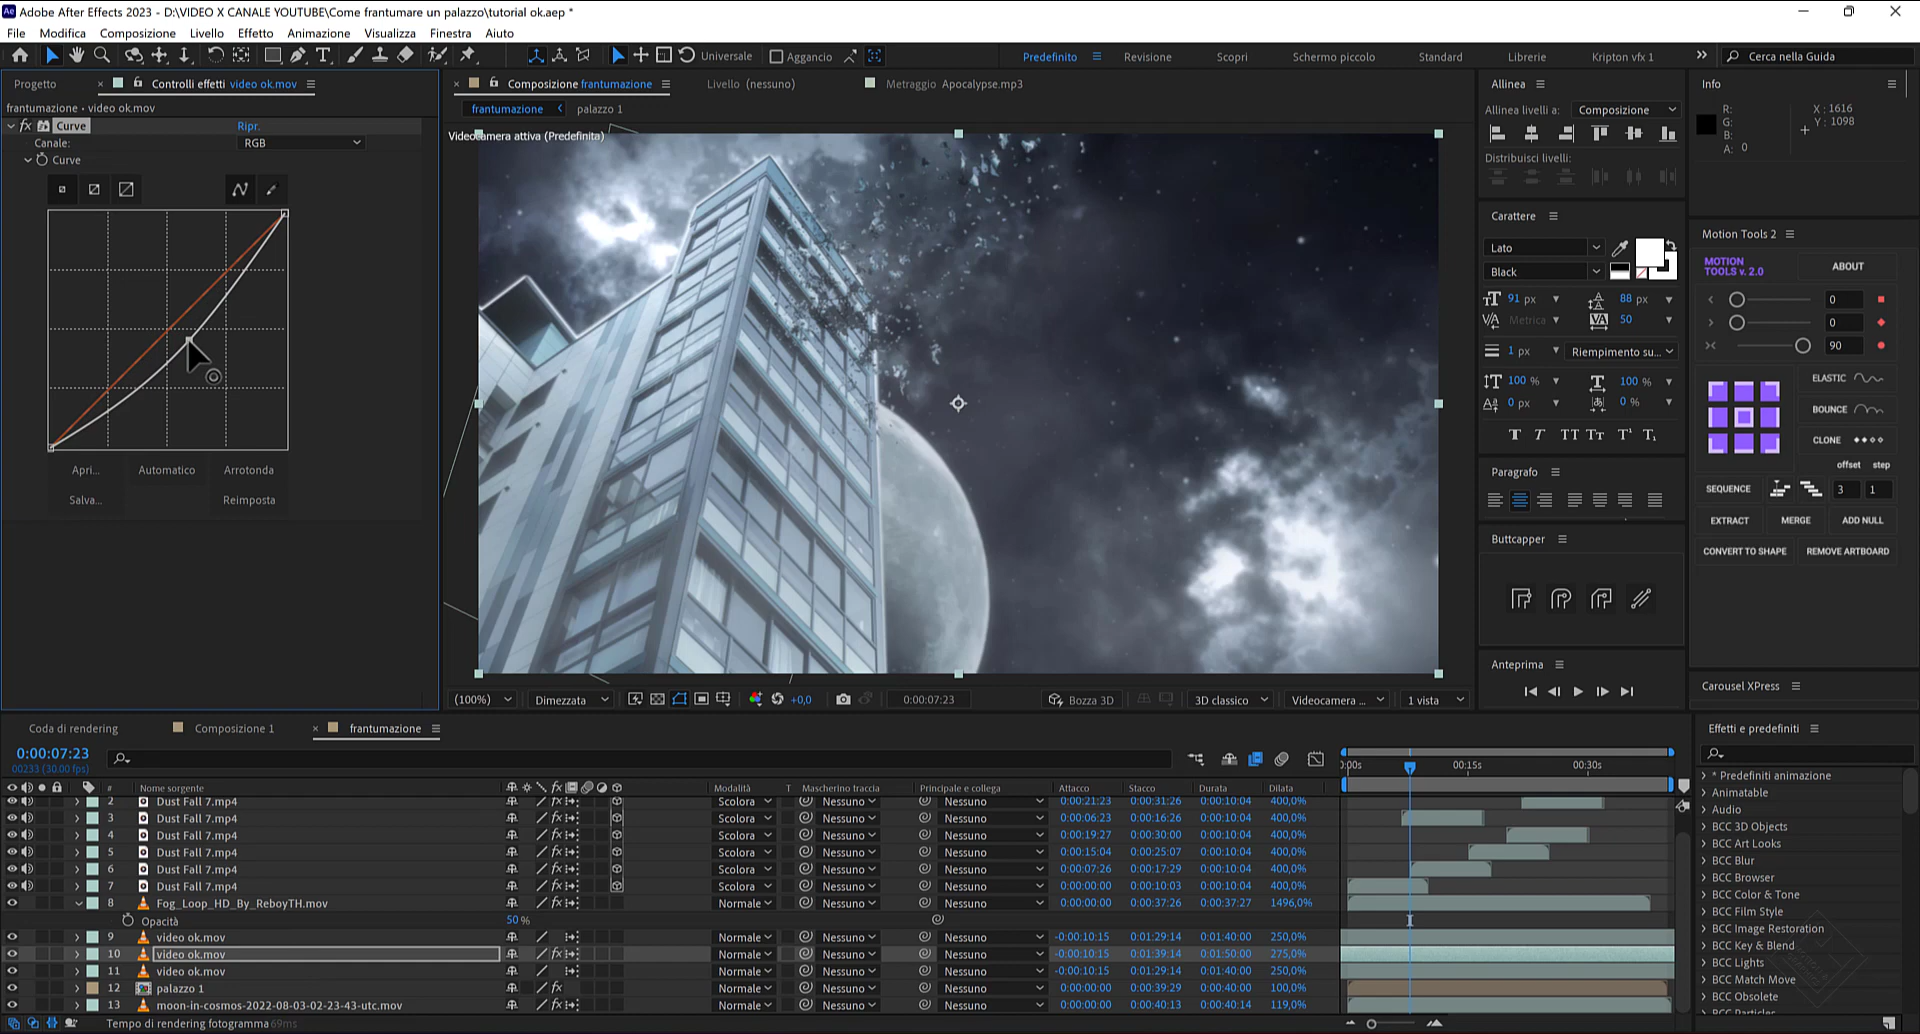 Adobe After Effects 2023 - D:\VIDEO X CANALE YOUTUBE\Come frantumare un palazzo\tutorial ok.aep *
File Modifica Composizione Livello Effetto Animazione Visualizza Finestra Aiuto
Universale Aggancio Predefinito Revisione Scopri Schermo piccolo Standard Librerie Kripton vfx 1 Cerca nella Guida
Progetto Controlli effetti video ok.mov
frantumazione • video ok.mov
fx Curve Ripr.
Canale: RGB
Curve
Apri... Automatico Arrotonda
Salva... Reimposta
Composizione frantumazione Livello (nessuno) Metraggio Apocalypse.mp3
frantumazione palazzo 1
Videocamera attiva (Predefinita)
(100%) Dimezzata +0,0 0:00:07:23 Bozza 3D 3D classico Videocamera ... 1 vista
Allinea
Allinea livelli a: Composizione
Distribuisci livelli:
Carattere
Lato
Black
91 px 88 px
Metrica 50
1 px Riempimento su...
100 % 100 %
0 px 0 %
Paragrafo
Buttcapper
Anteprima
Info
R:
G:
B:
A: 0
X : 1616
Y : 1098
Motion Tools 2
MOTION TOOLS v. 2.0 ABOUT
0
0
90
ELASTIC
BOUNCE
CLONE
offset step
SEQUENCE 3 1
EXTRACT MERGE ADD NULL
CONVERT TO SHAPE REMOVE ARTBOARD
Carousel XPress
Coda di rendering Composizione 1 frantumazione
0:00:07:23
00233 (30.00 fps)
0:00s 00:15s 00:30s
# Nome sorgente Modalità T Mascherino traccia Principale e collega Attacco Stacco Durata Dilata
2 Dust Fall 7.mp4 Scolora Nessuno Nessuno 0:00:21:23 0:00:31:26 0:00:10:04 400,0%
3 Dust Fall 7.mp4 Scolora Nessuno Nessuno 0:00:06:23 0:00:16:26 0:00:10:04 400,0%
4 Dust Fall 7.mp4 Scolora Nessuno Nessuno 0:00:19:27 0:00:30:00 0:00:10:04 400,0%
5 Dust Fall 7.mp4 Scolora Nessuno Nessuno 0:00:15:04 0:00:25:07 0:00:10:04 400,0%
6 Dust Fall 7.mp4 Scolora Nessuno Nessuno 0:00:07:26 0:00:17:29 0:00:10:04 400,0%
7 Dust Fall 7.mp4 Scolora Nessuno Nessuno 0:00:00:00 0:00:10:03 0:00:10:04 400,0%
8 Fog_Loop_HD_By_ReboyTH.mov Normale Nessuno Nessuno 0:00:00:00 0:00:37:26 0:00:37:27 1496,0%
Opacità 50 %
9 video ok.mov Normale Nessuno Nessuno -0:00:10:15 0:01:29:14 0:01:40:00 250,0%
10 video ok.mov Normale Nessuno Nessuno -0:00:10:15 0:01:39:14 0:01:50:00 275,0%
11 video ok.mov Normale Nessuno Nessuno -0:00:10:15 0:01:29:14 0:01:40:00 250,0%
12 palazzo 1 Normale Nessuno Nessuno 0:00:00:00 0:00:39:29 0:00:40:00 100,0%
13 moon-in-cosmos-2022-08-03-02-23-43-utc.mov Normale Nessuno Nessuno 0:00:00:00 0:00:40:13 0:00:40:14 119,0%
Tempo di rendering fotogramma 69ms
Effetti e predefiniti
* Predefiniti animazione
Animatable
Audio
BCC 3D Objects
BCC Art Looks
BCC Blur
BCC Browser
BCC Color & Tone
BCC Film Style
BCC Image Restoration
BCC Key & Blend
BCC Lights
BCC Match Move
BCC Obsolete
BCC Particles